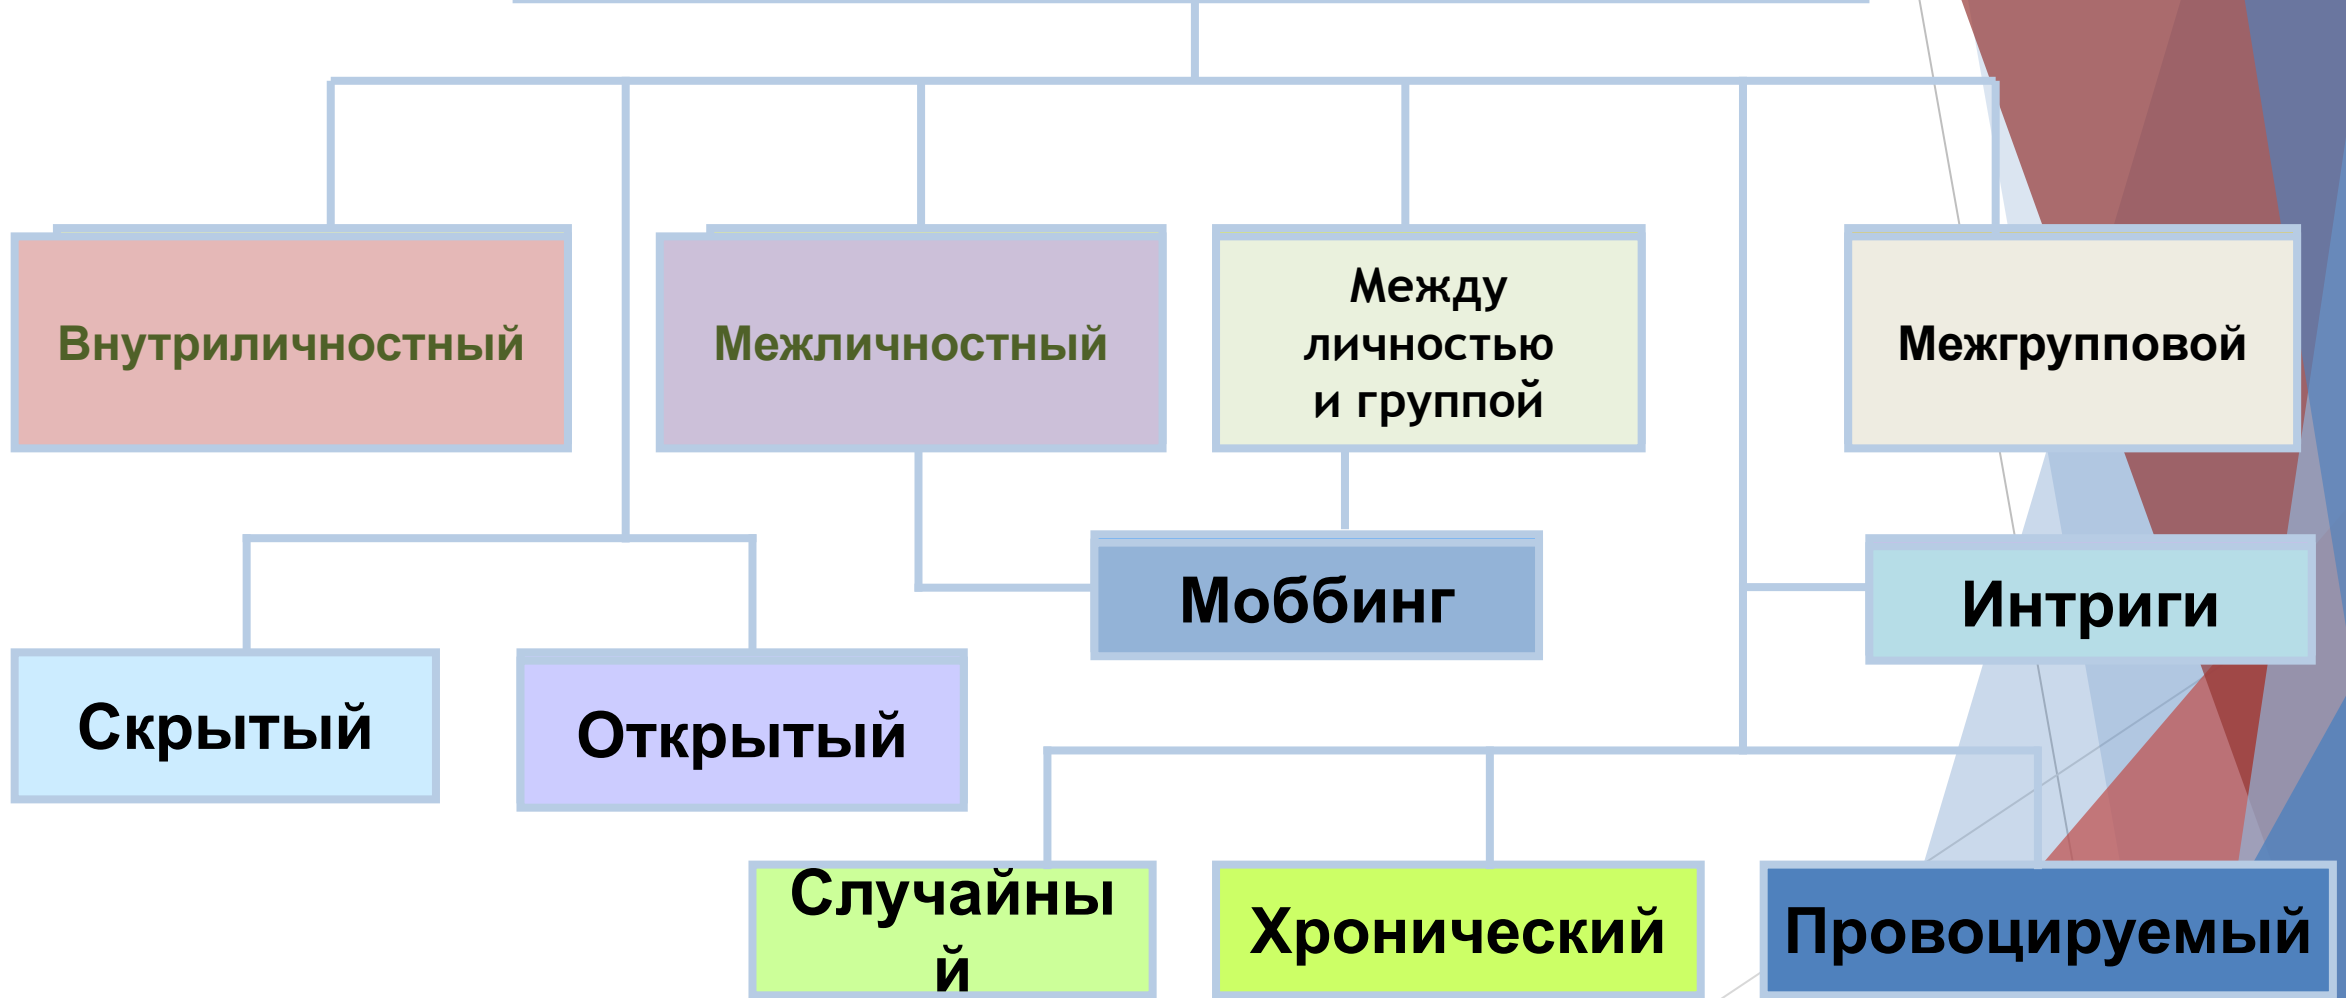 Внутриличностный
Межличностный
Между
личностью
и группой
Межгрупповой
Моббинг
Интриги
Скрытый
Открытый
Случайны
й
Хронический
Провоцируемый